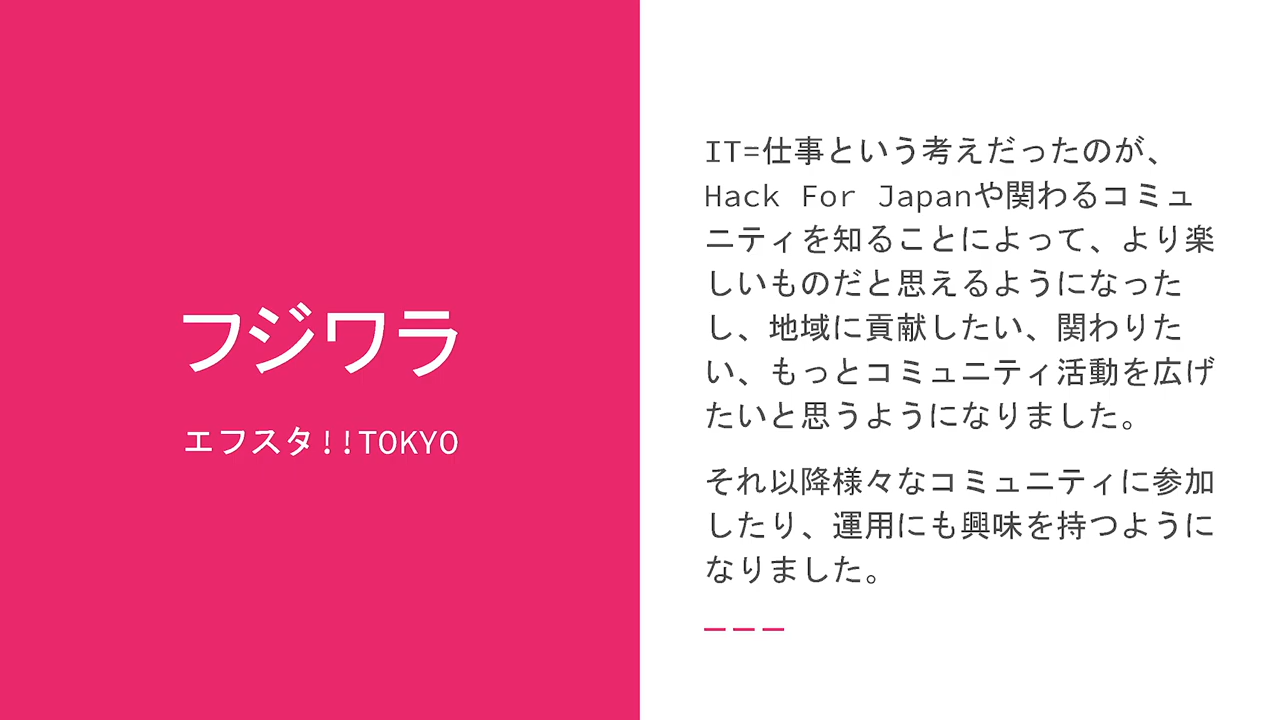 フジワラ
エフスタ!!TOKYO
IT=仕事という考えだったのが、
Hack For Japanや関わるコミュ
ニティを知ることによって、より楽
しいものだと思えるようになった
し、地域に貢献したい、関わりた
い、もっとコミュニティ活動を広げ
たいと思うようになりました。
それ以降様々なコミュニティに参加
したり、運用にも興味を持つように
なりました。